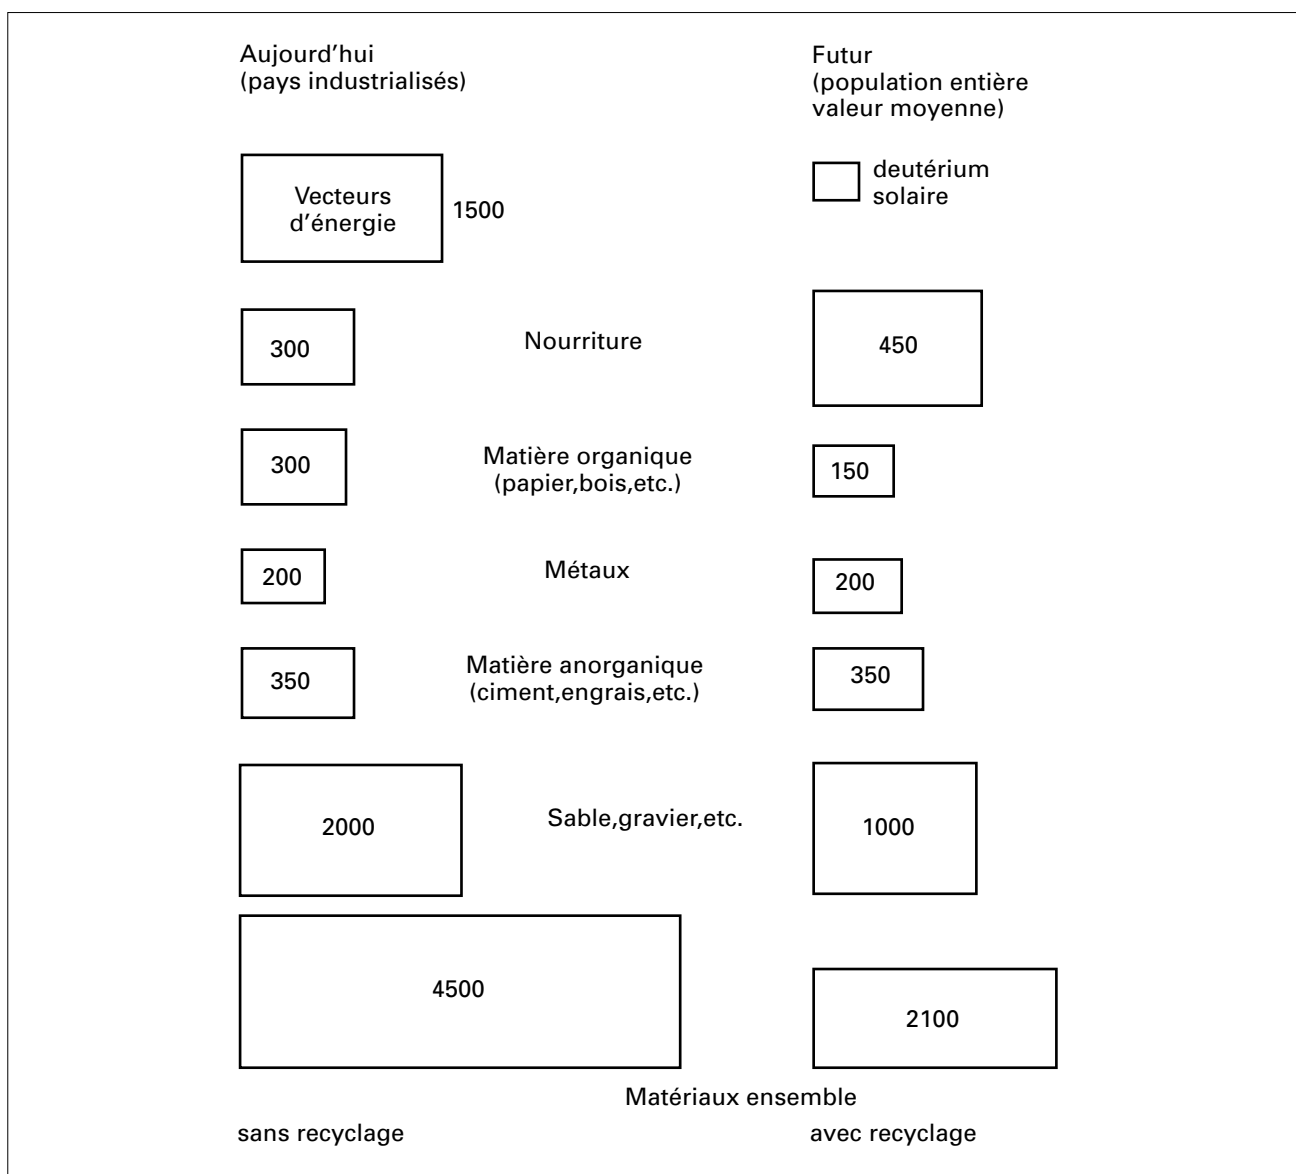 Aujourd'hui
(pays industrialisés)
Futur
(population entière
valeur moyenne)
Vecteurs
d'énergie
1500
deutérium
solaire
300
Nourriture
450
300
Matière organique
(papier,bois,etc.)
150
200
Métaux
200
350
Matière anorganique
(ciment,engrais,etc.)
350
2000
Sable,gravier,etc.
1000
4500
2100
Matériaux ensemble
sans recyclage
avec recyclage